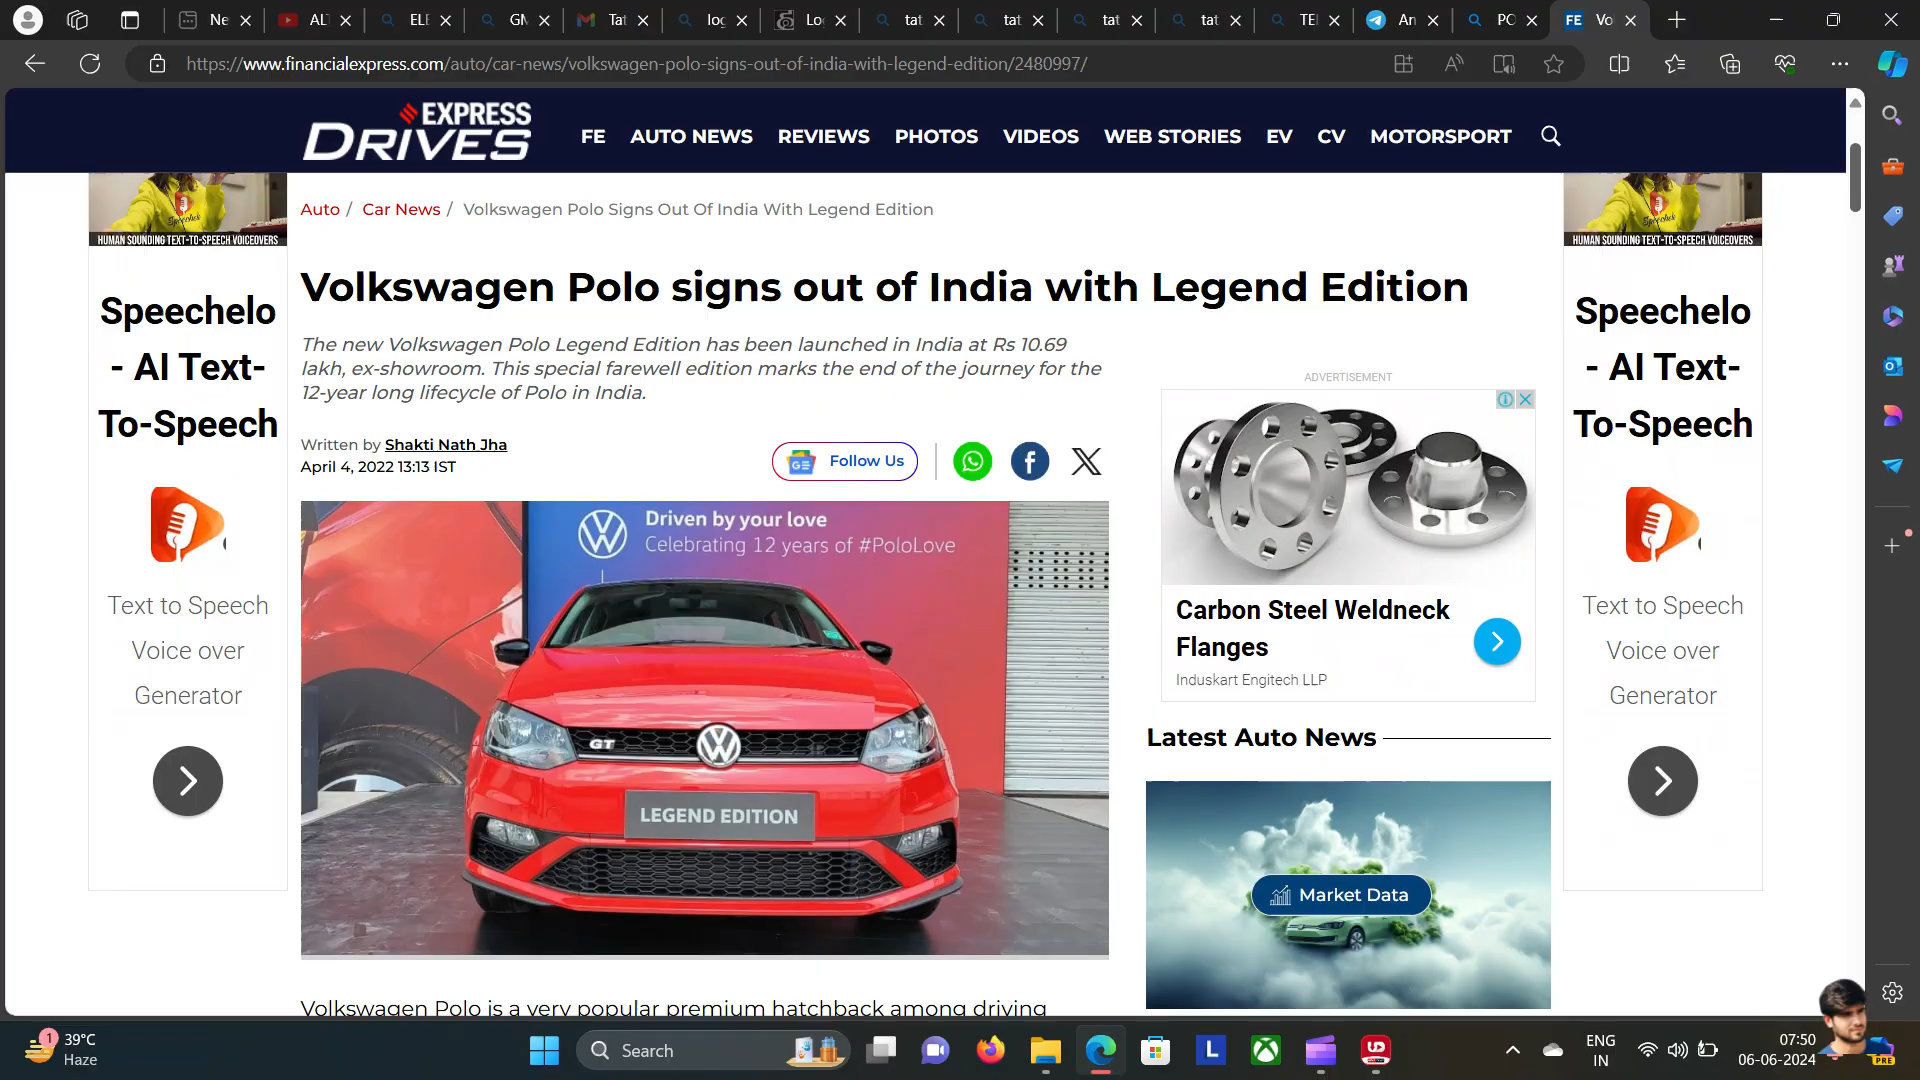 Ne
AL
ELE
GM
Tat
log
Lo
tat
tat
tat
tat
TEI
An
PC
FE
Vo
https://www.financialexpress.com/auto/car-news/volkswagen-polo-signs-out-of-india-with-legend-edition/2480997/
EXPRESS
DRIVES
FE AUTO NEWS REVIEWS PHOTOS VIDEOS WEB STORIES EV CV MOTORSPORT
Auto / Car News / Volkswagen Polo Signs Out Of India With Legend Edition
Speechelo
HUMAN SOUNDING TEXT-TO-SPEECH VOICEOVERS
Speechelo
- AI Text-
To-Speech
Text to Speech
Voice over
Generator
Volkswagen Polo signs out of India with Legend Edition
The new Volkswagen Polo Legend Edition has been launched in India at Rs 10.69
lakh, ex-showroom. This special farewell edition marks the end of the journey for the
12-year long lifecycle of Polo in India.
Written by Shakti Nath Jha
April 4, 2022 13:13 IST
GE Follow Us
Driven by your love
Celebrating 12 years of #PoloLove
GT
LEGEND EDITION
Volkswagen Polo is a very popular premium hatchback among driving
ADVERTISEMENT
Carbon Steel Weldneck
Flanges
Induskart Engitech LLP
Latest Auto News
Market Data
Speechelo
HUMAN SOUNDING TEXT-TO-SPEECH VOICEOVERS
Speechelo
- AI Text-
To-Speech
Text to Speech
Voice over
Generator
1
39°C
Haze
Search
L
UD
ENG
IN
07:50
06-06-2024
PRE